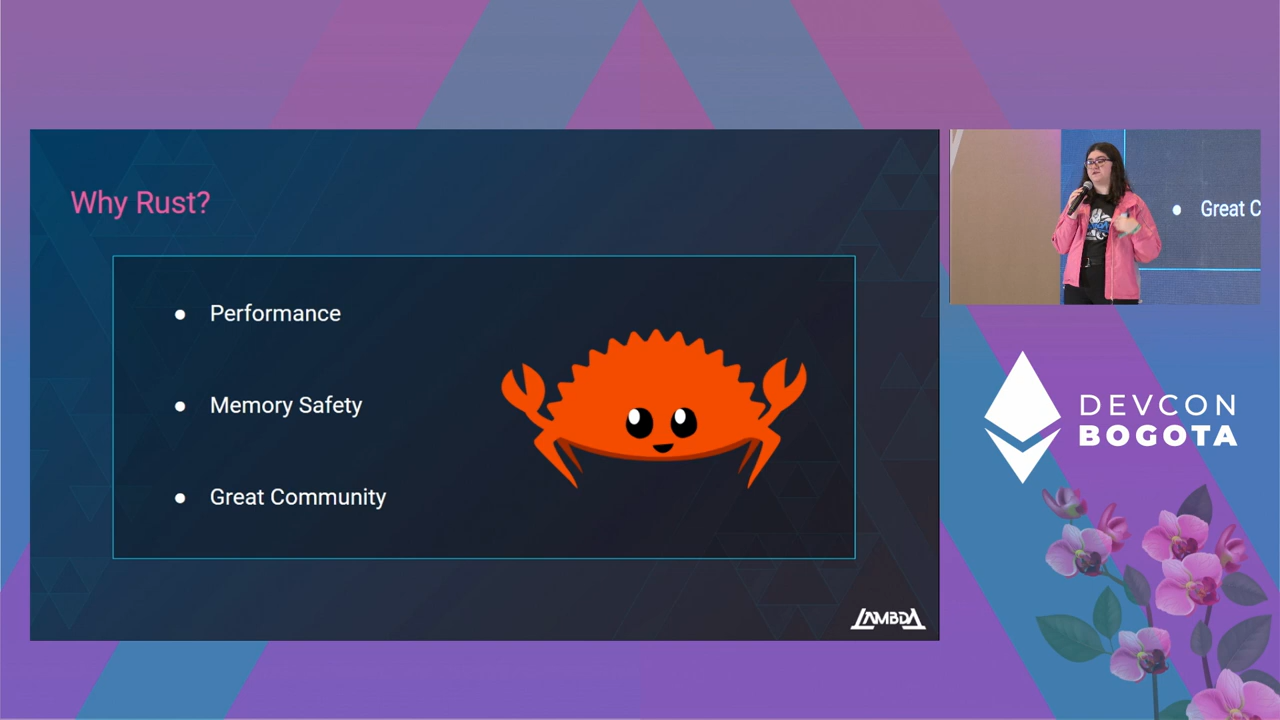 Why Rust?
● Performance
● Memory Safety
● Great Community
LAMBDA
● Great C
DEVCON
BOGOTA